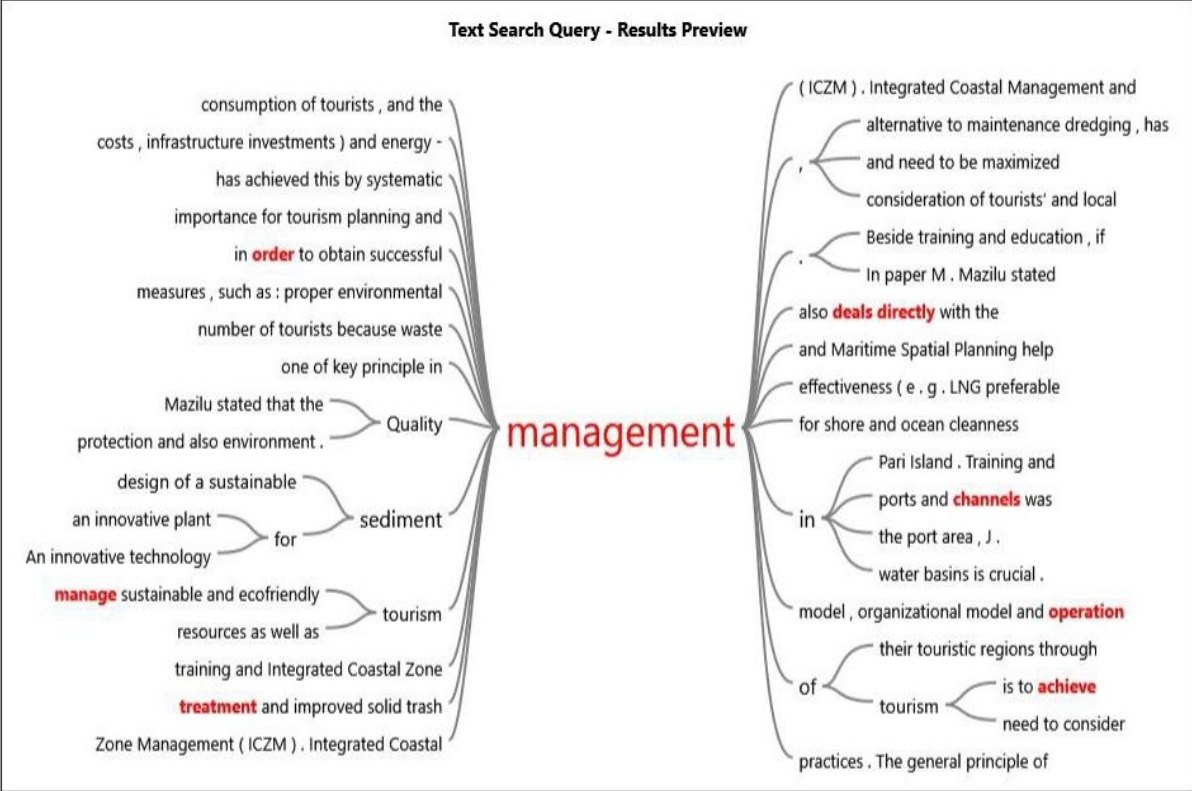 Text Search Query - Results Preview
consumption of tourists , and the
costs , infrastructure investments ) and energy -
has achieved this by systematic
importance for tourism planning and
in order to obtain successful
measures , such as : proper environmental
number of tourists because waste
one of key principle in
Mazilu stated that the
protection and also environment .
Quality
design of a sustainable
an innovative plant
An innovative technology
for
sediment
manage sustainable and ecofriendly
resources as well as
tourism
training and Integrated Coastal Zone
treatment and improved solid trash
Zone Management ( ICZM ) . Integrated Coastal
management
( ICZM ) . Integrated Coastal Management and
,
alternative to maintenance dredging , has
and need to be maximized
consideration of tourists' and local
.
Beside training and education , if
In paper M . Mazilu stated
also deals directly with the
and Maritime Spatial Planning help
effectiveness ( e . g . LNG preferable
for shore and ocean cleanness
in
Pari Island . Training and
ports and channels was
the port area , J .
water basins is crucial .
model , organizational model and operation
of
their touristic regions through
tourism
is to achieve
need to consider
practices . The general principle of